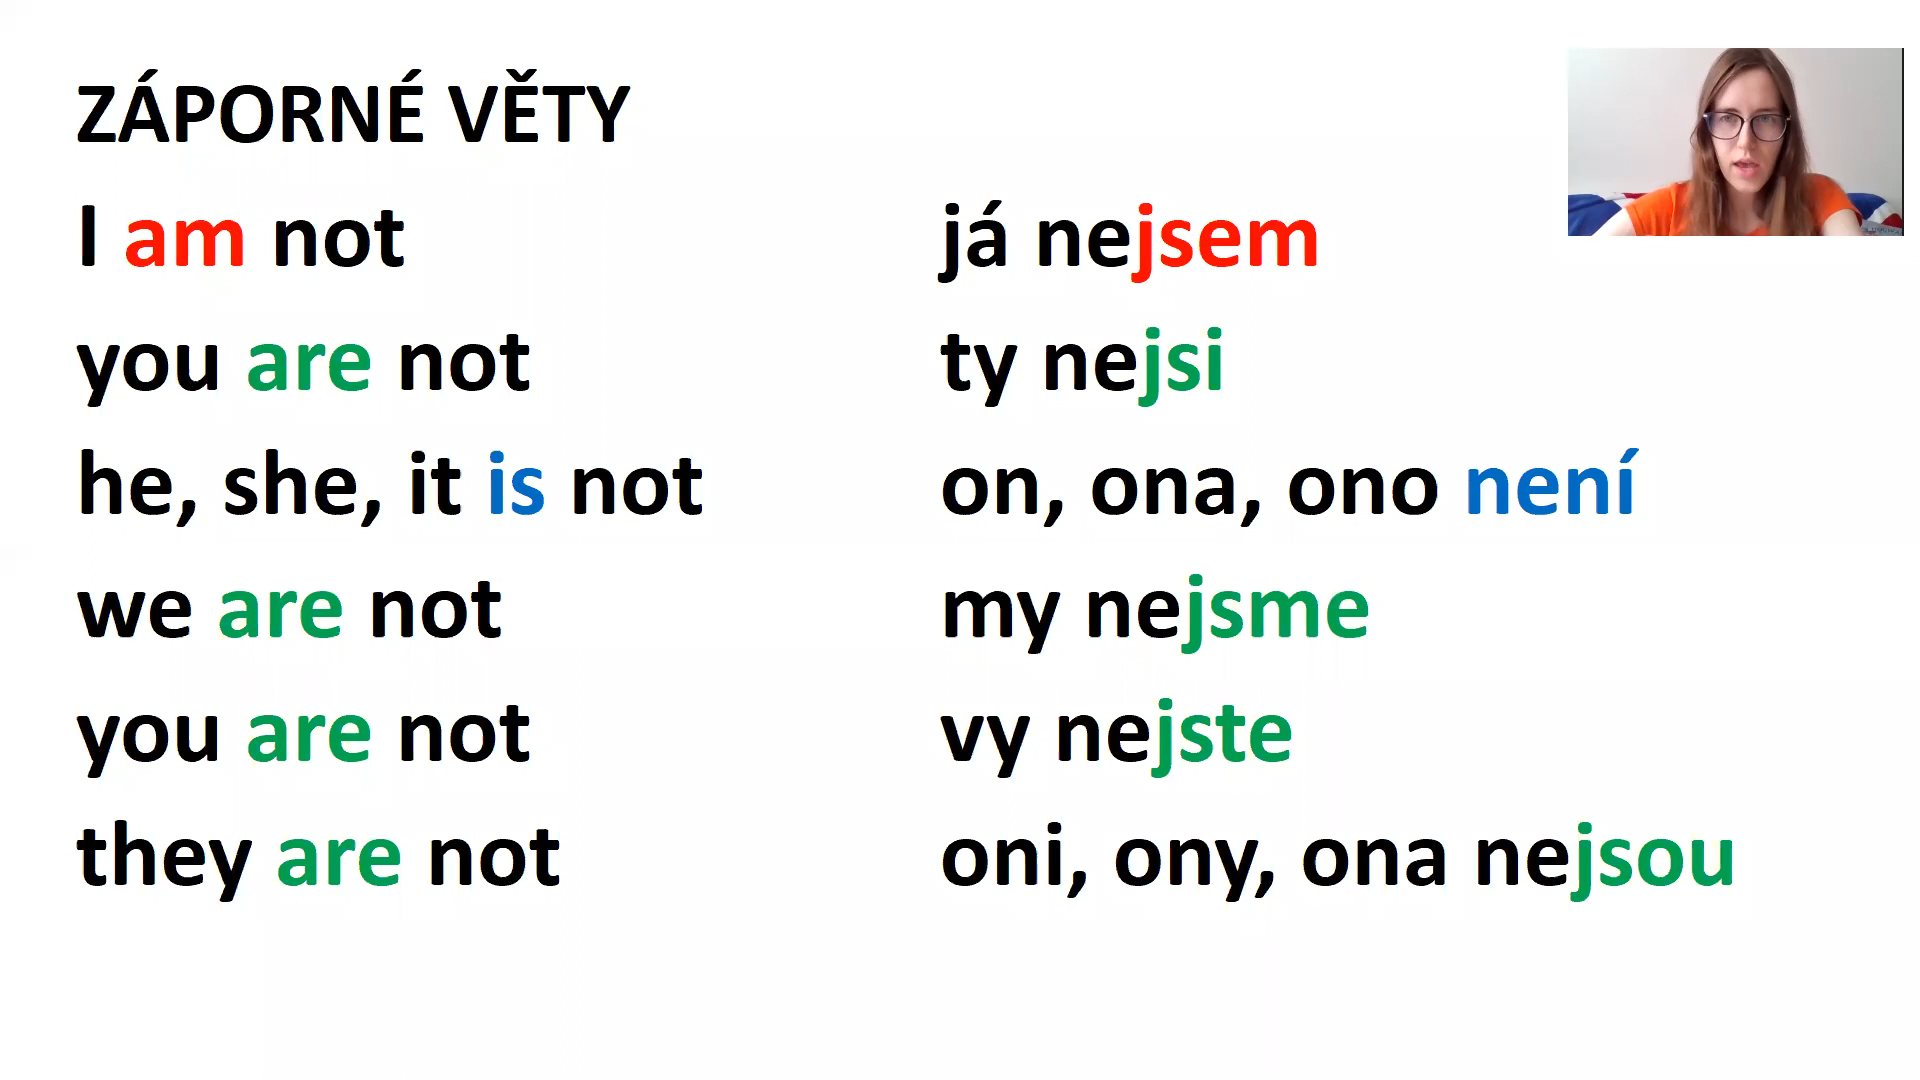 ZÁPORNÉ VĚTY
I am not
já nejsem
you are not
ty nejsi
he, she, it is not
on, ona, ono není
we are not
my nejsme
you are not
vy nejste
they are not
oni, ony, ona nejsou